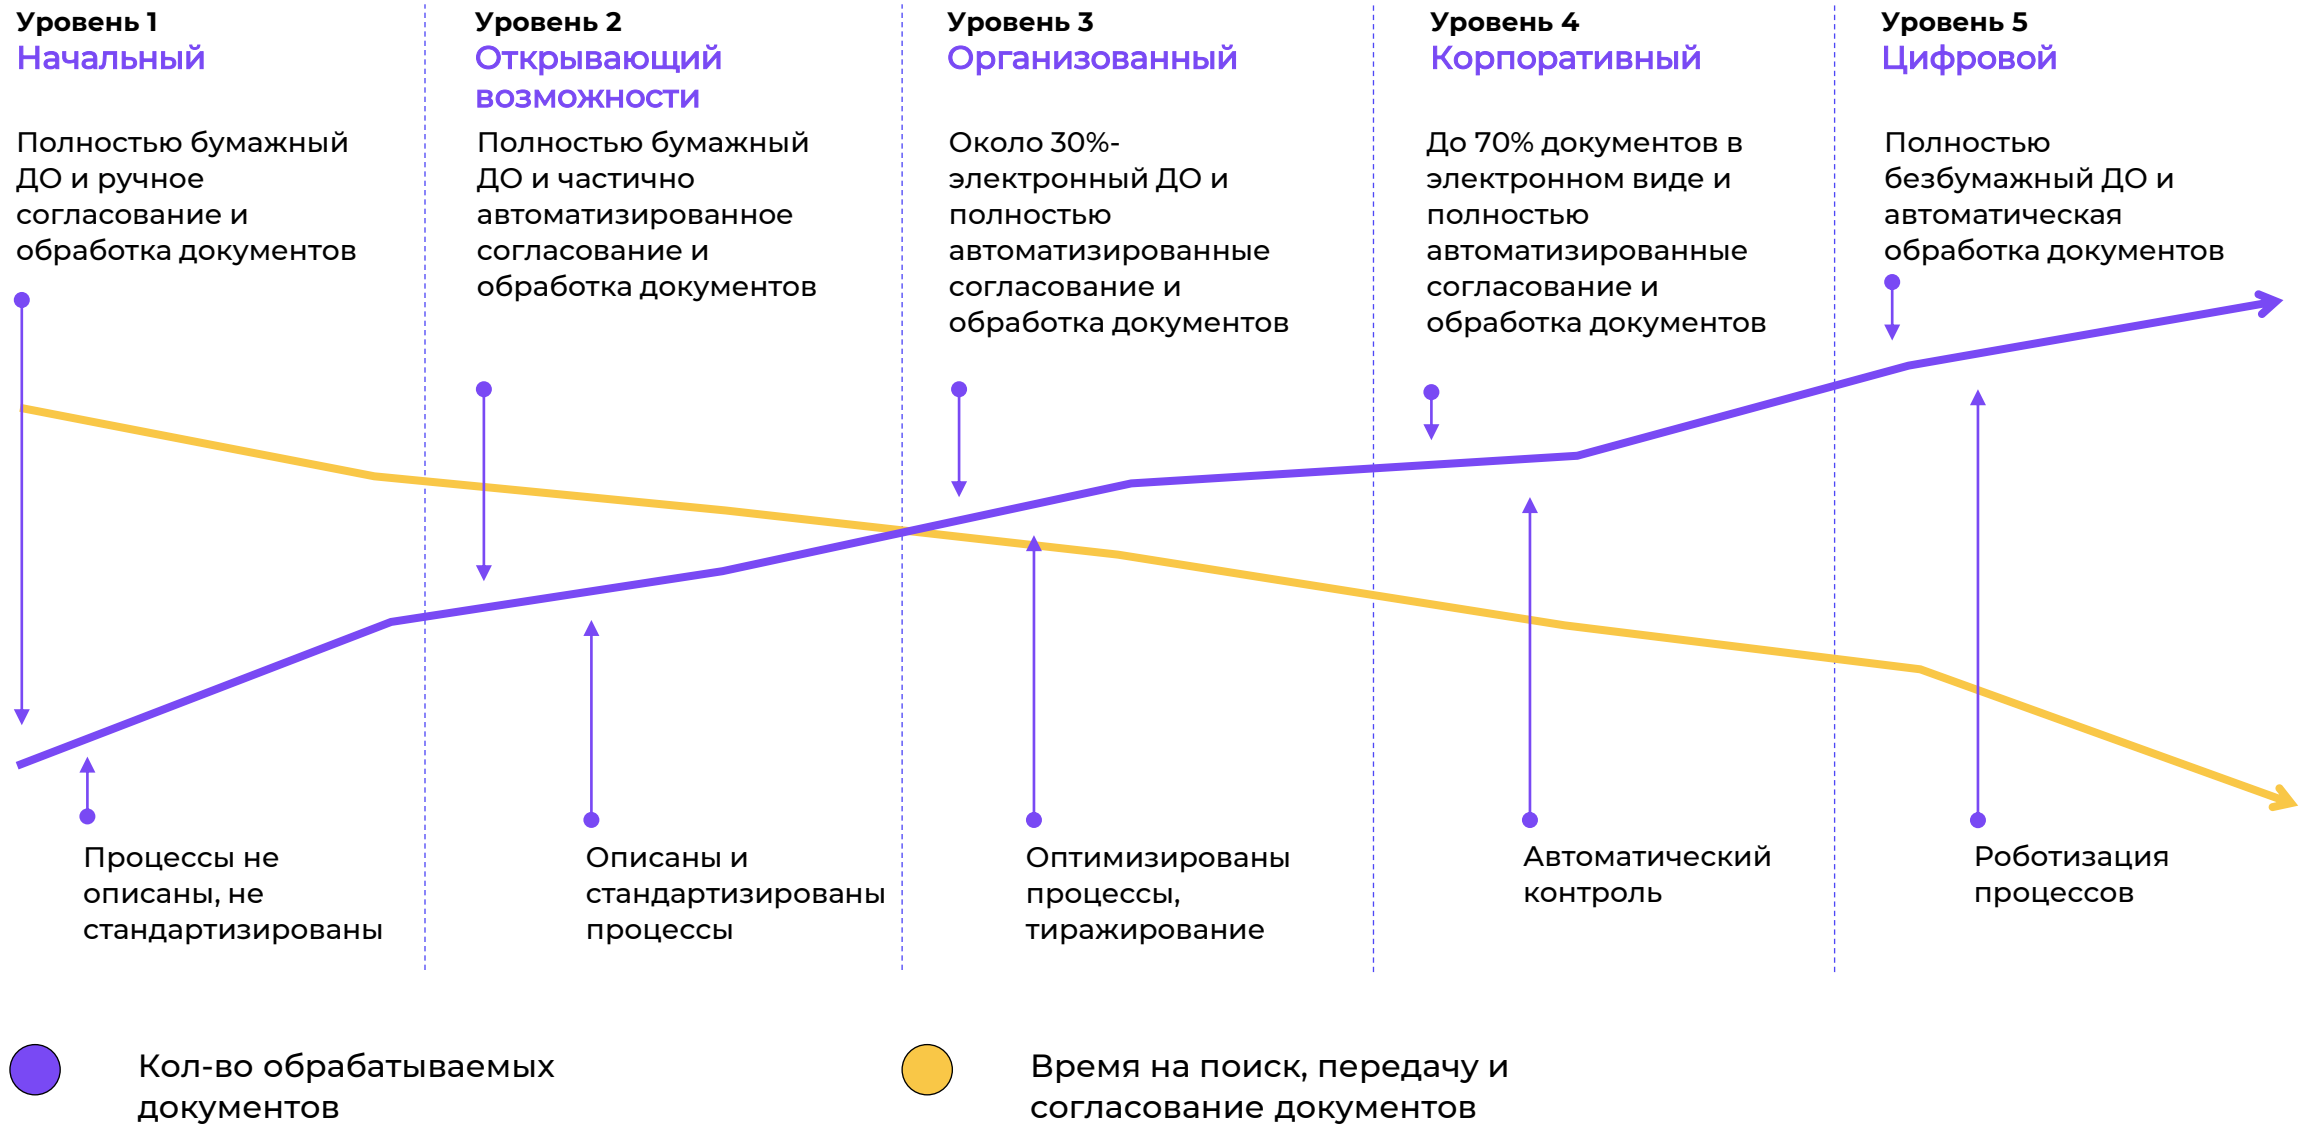 Уровень 1
Начальный
Полностью бумажный
ДО и ручное
согласование и
обработка документов
Уровень 2
Открывающий
возможности
Полностью бумажный
ДО и частично
автоматизированное
согласование и
обработка документов
Уровень 3
Организованный
Около 30%-
электронный ДО и
полностью
автоматизированные
согласование и
обработка документов
Уровень 4
Корпоративный
До 70% документов в
электронном виде и
полностью
автоматизированные
согласование и
обработка документов
Уровень 5
Цифровой
Полностью
безбумажный ДО и
автоматическая
обработка документов
Процессы не
описаны, не
стандартизированы
Описаны и
стандартизированы
процессы
Оптимизированы
процессы,
тиражирование
Автоматический
контроль
Роботизация
процессов
Кол-во обрабатываемых
документов
Время на поиск, передачу и
согласование документов